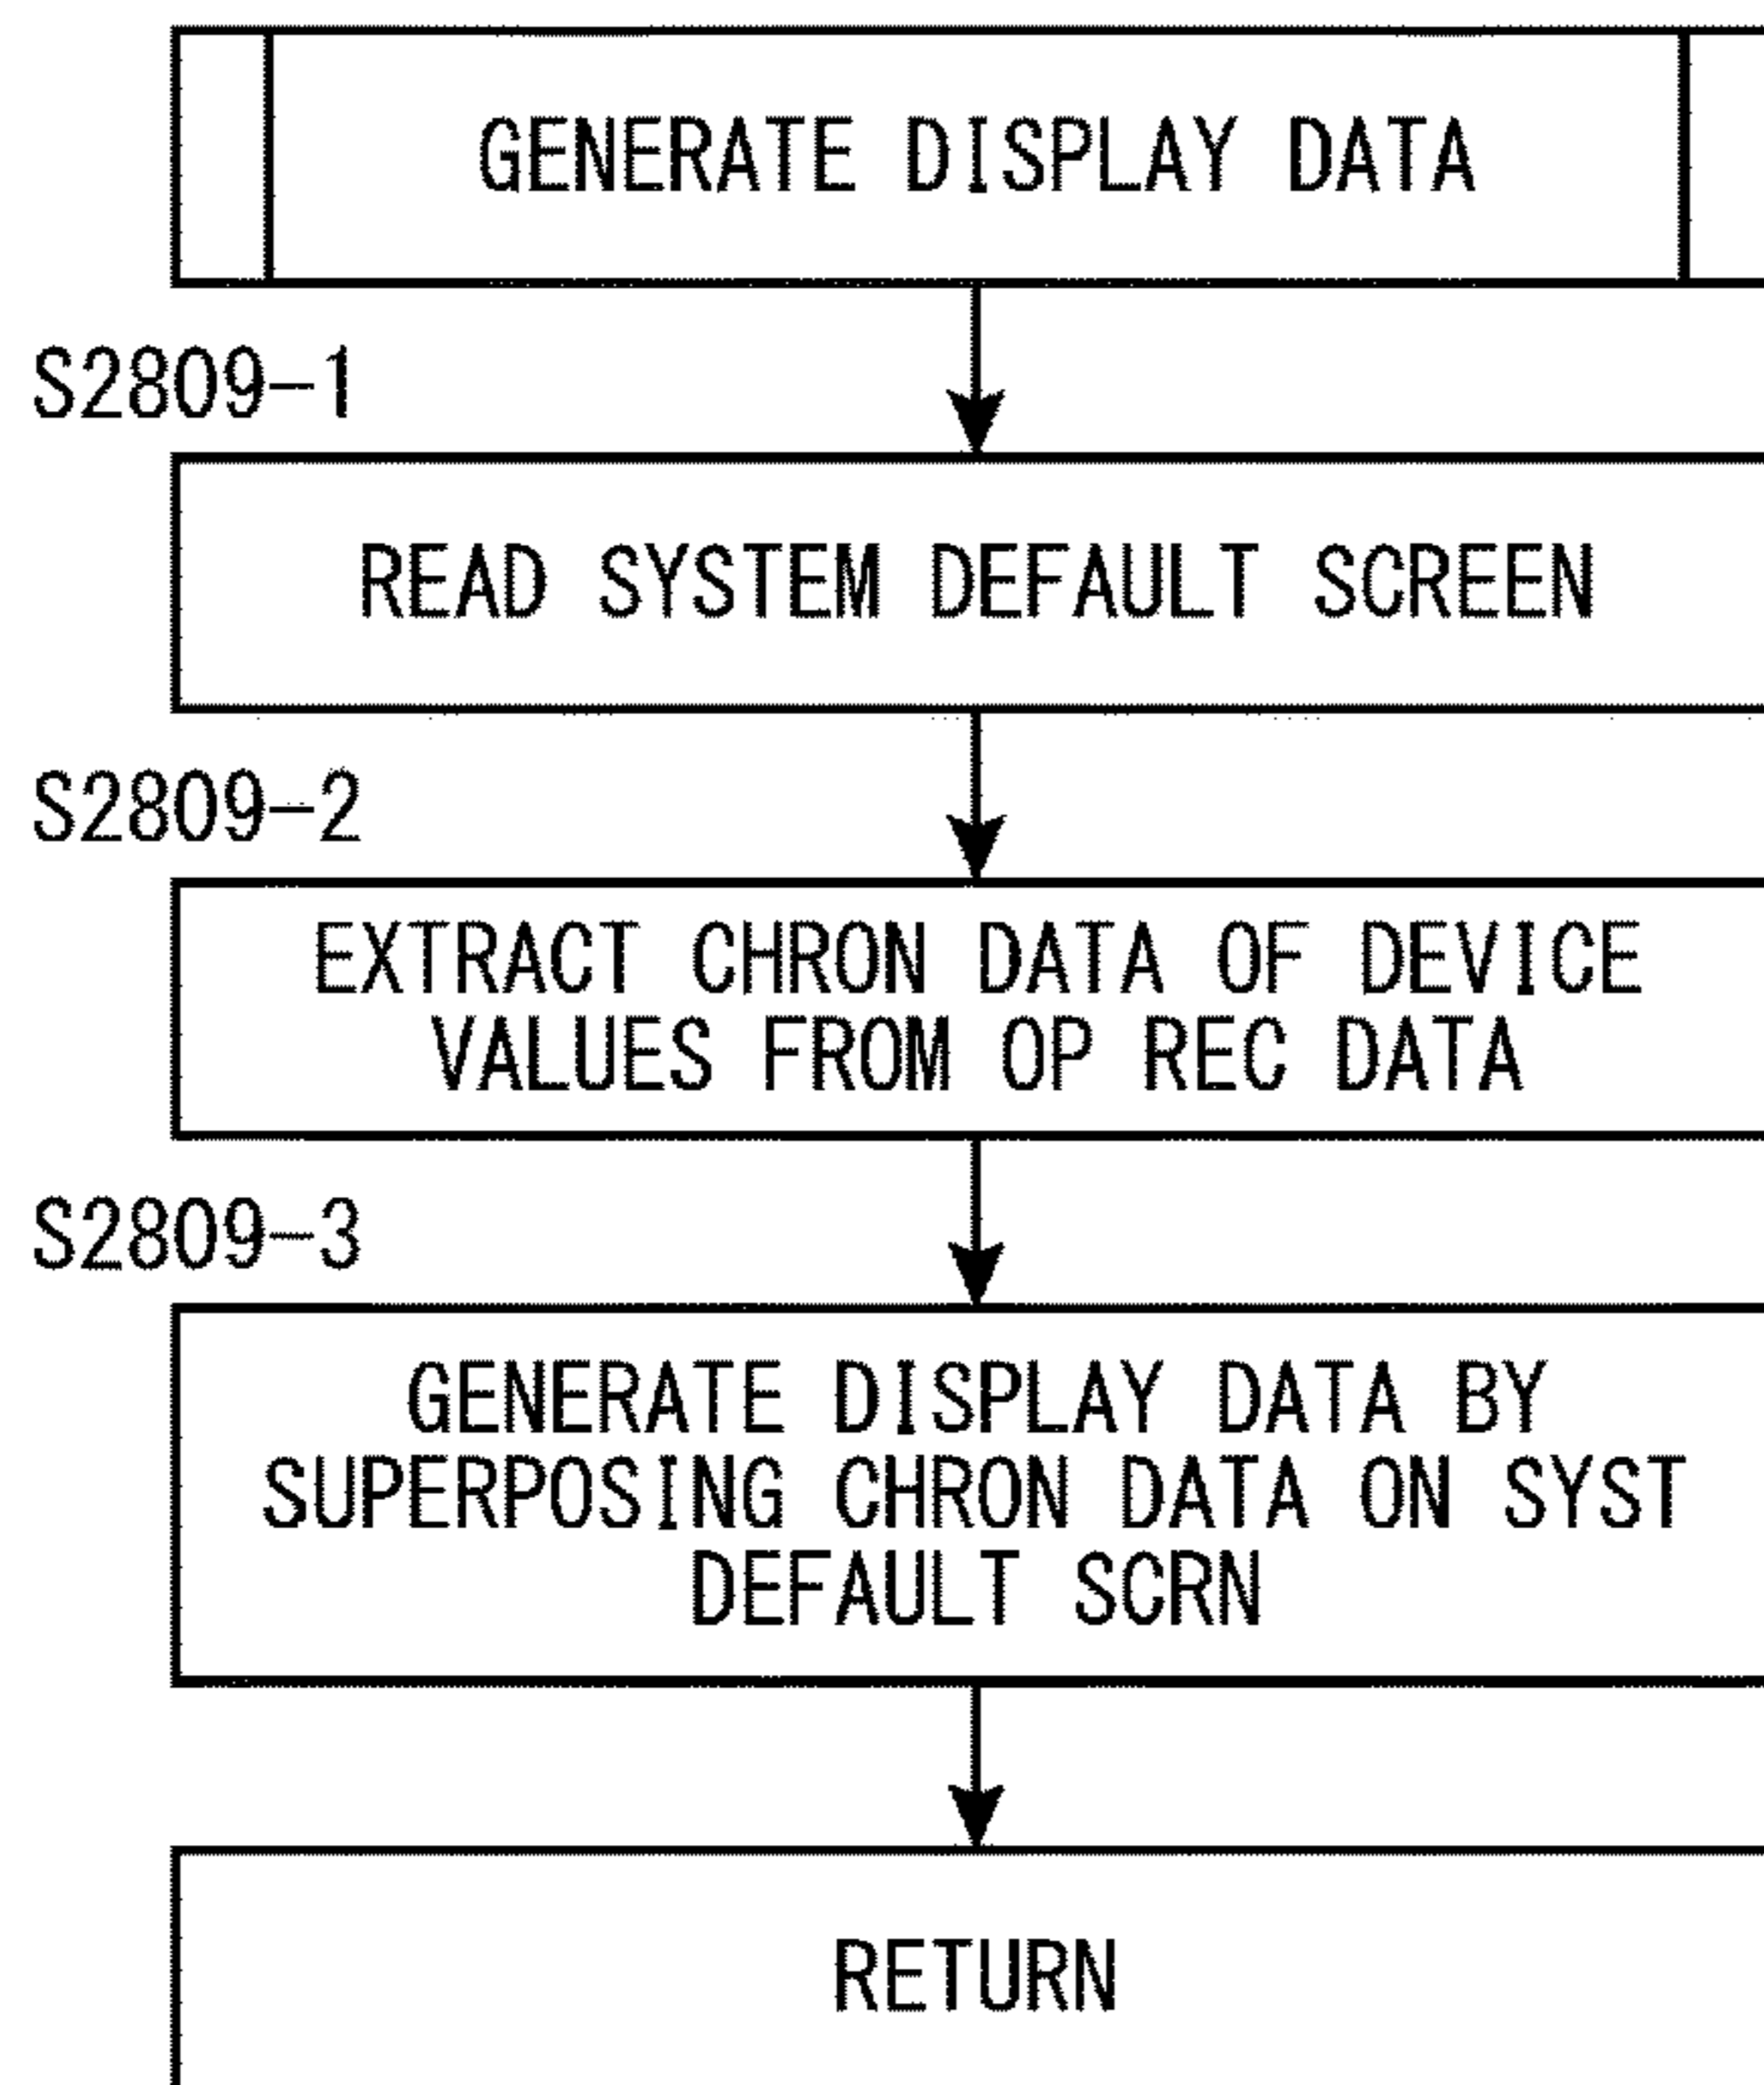 GENERATE DISPLAY DATA
S2809-1
READ SYSTEM DEFAULT SCREEN
S2809-2
EXTRACT CHRON DATA OF DEVICE
VALUES FROM OP REC DATA
S2809-3
GENERATE DISPLAY DATA BY
SUPERPOSING CHRON DATA ON SYST
DEFAULT SCRN
RETURN